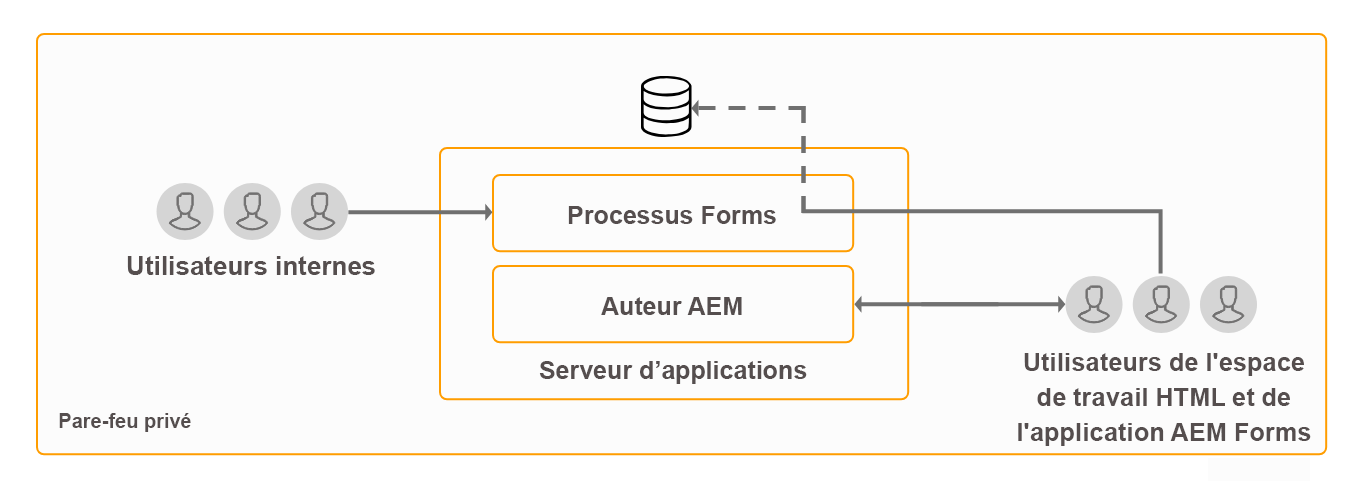 Processus Forms
Utilisateurs internes
Auteur AEM
Serveur d’applications
Utilisateurs de l'espace
de travail HTML et de
l'application AEM Forms
Pare-feu privé